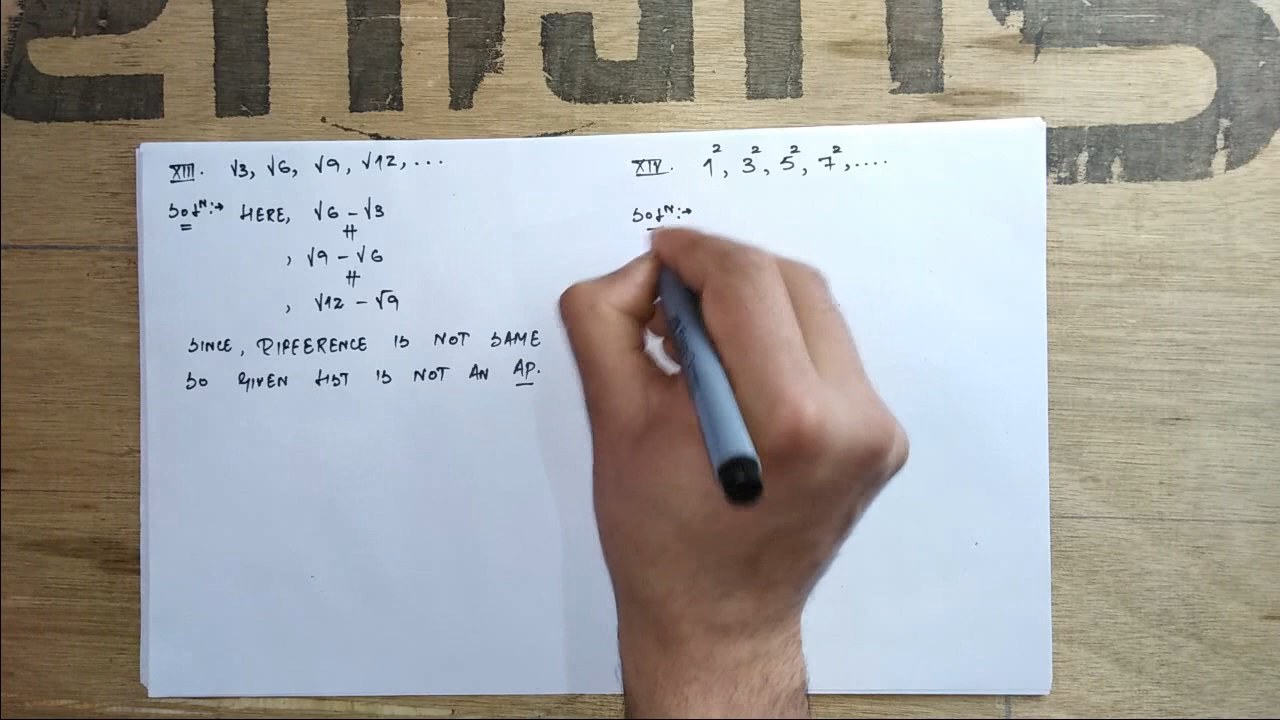 XIII. √3, √6, √9, √12, ...
SOLN:→ HERE, √6 - √3
≠
, √9 - √6
≠
, √12 - √9
SINCE, DIFFERENCE IS NOT SAME
SO GIVEN LIST IS NOT AN AP.
XIV. 1², 3², 5², 7², ....
SOLN:→